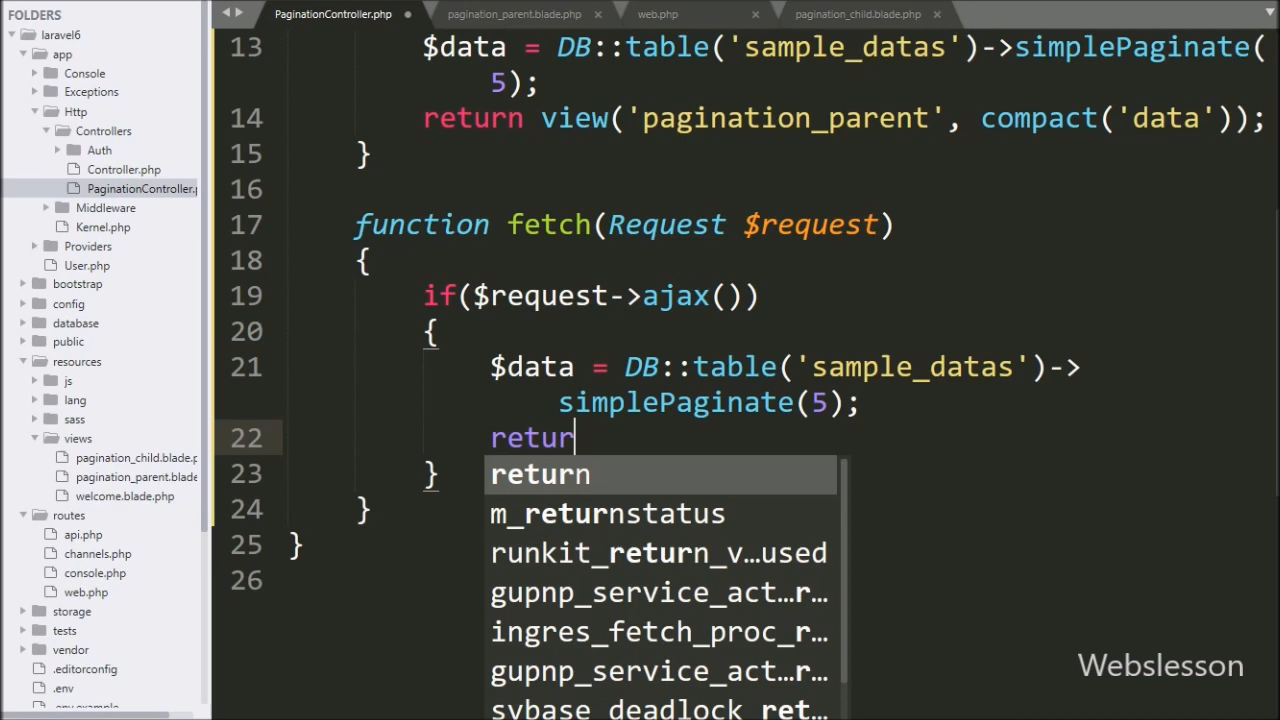 FOLDERS
laravel6
app
Console
Exceptions
Http
Controllers
Auth
Controller.php
PaginationController.p
Middleware
Kernel.php
Providers
User.php
bootstrap
config
database
public
resources
js
lang
sass
views
pagination_child.blade.p
pagination_parent.blade
welcome.blade.php
routes
api.php
channels.php
console.php
web.php
storage
tests
vendor
.editorconfig
.env
.env.example
PaginationController.php
pagination_parent.blade.php
web.php
pagination_child.blade.php
13 $data = DB::table('sample_datas')->simplePaginate(
5);
14 return view('pagination_parent', compact('data'));
15 }
16
17 function fetch(Request $request)
18 {
19 if($request->ajax())
20 {
21 $data = DB::table('sample_datas')->
simplePaginate(5);
22 retur
23 }
24 }
25 }
26
return
m_returnstatus
runkit_return_v…used
gupnp_service_act…r…
ingres_fetch_proc_r…
gupnp_service_act…r…
sybase_deadlock_ret…
Webslesson